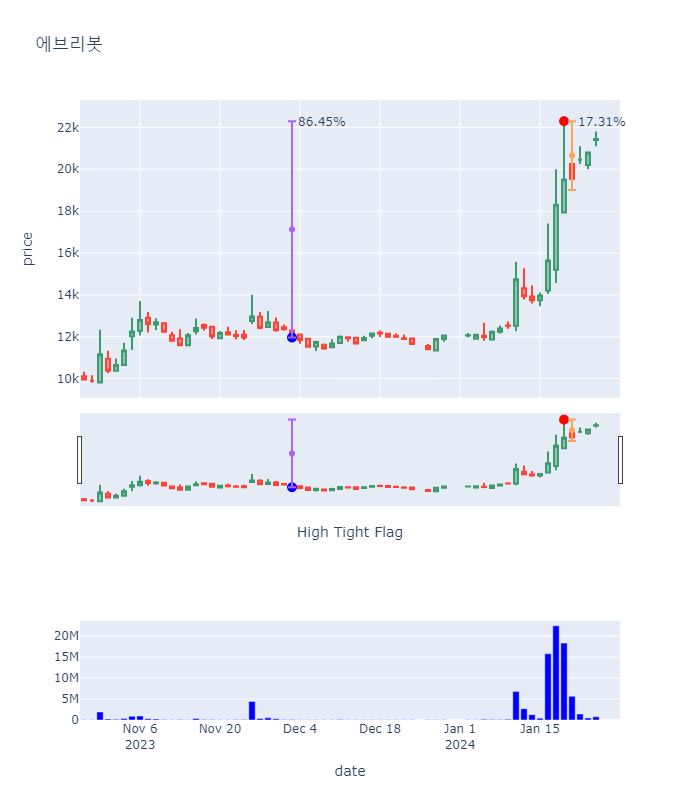 에브리봇
86.45%
17.31%
22k
20k
18k
16k
14k
12k
10k
price
High Tight Flag
20M
15M
10M
5M
0
Nov 6
2023
Nov 20
Dec 4
Dec 18
Jan 1
2024
Jan 15
date